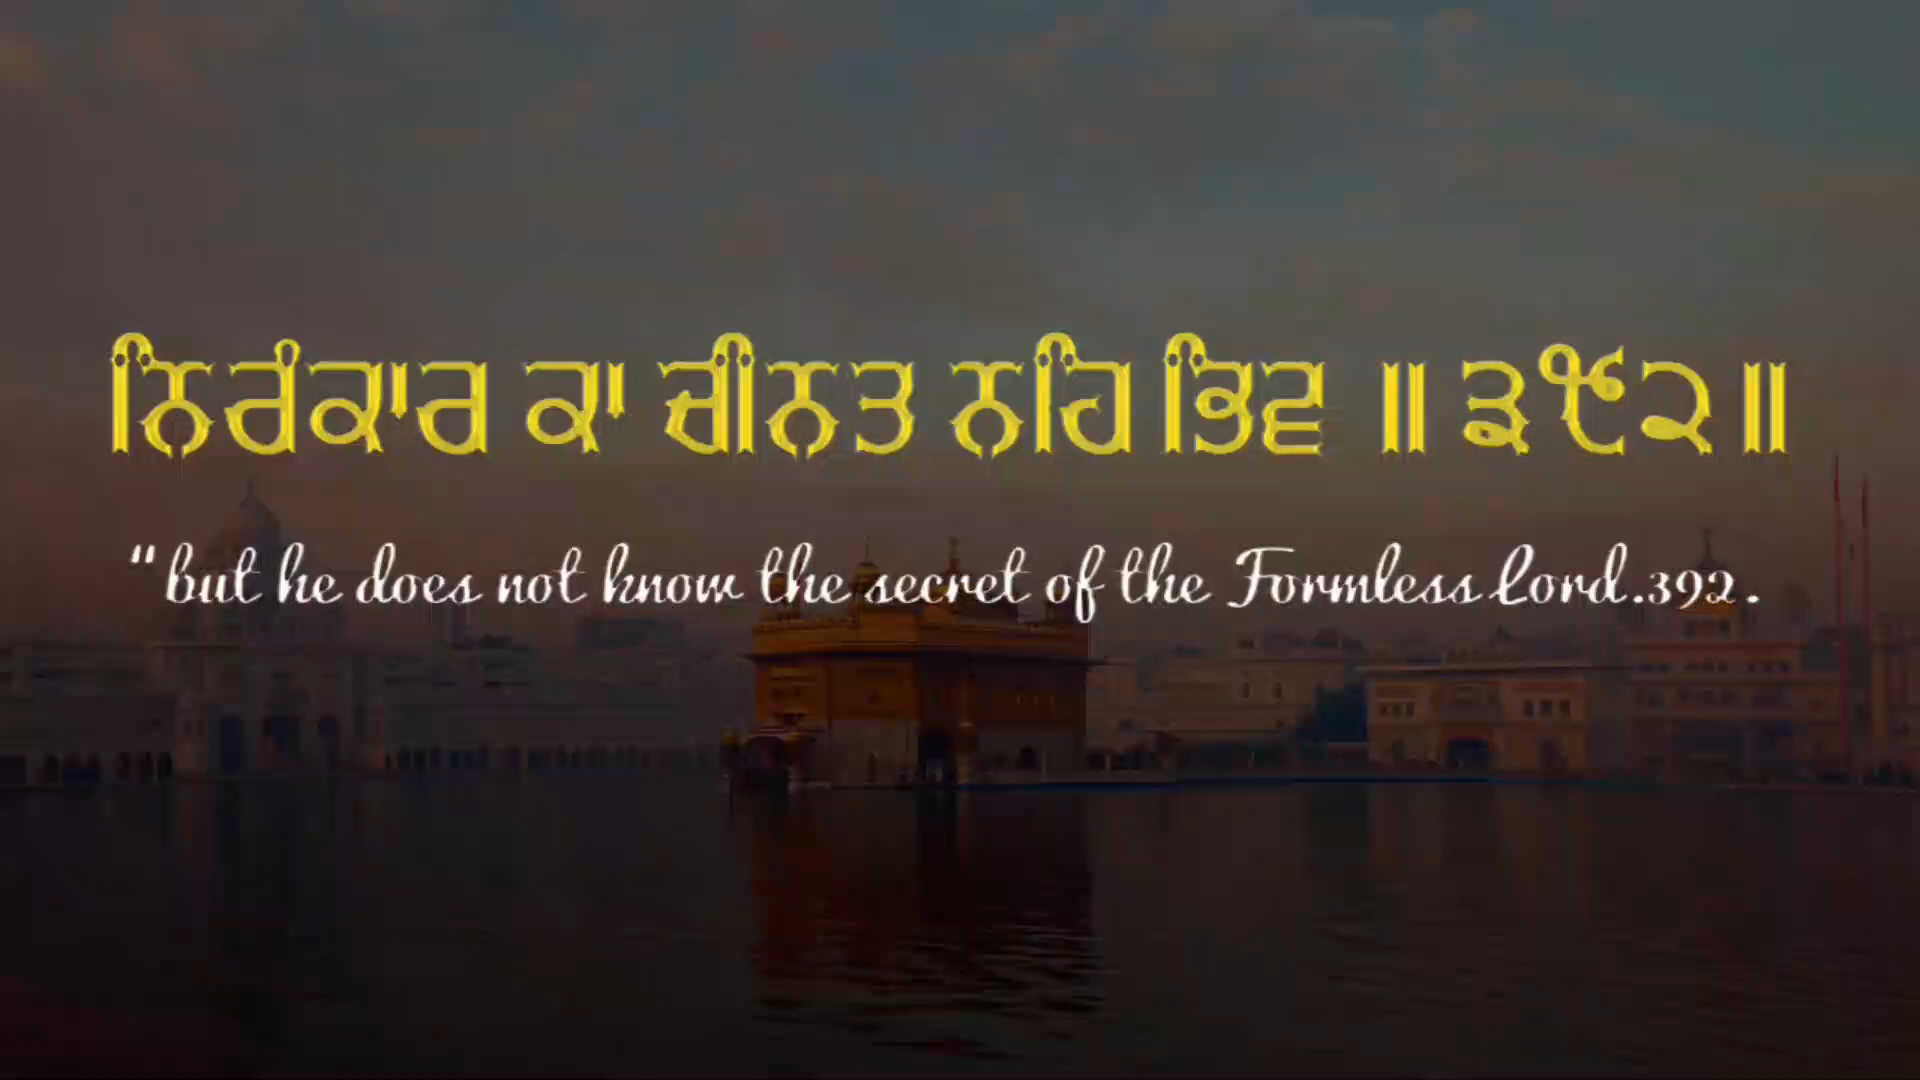 ਨਿਰੰਕਾਰ ਕਾ ਚੀਨਤ ਨਹਿ ਭਿਵ ॥੩੯੨॥
“but he does not know the secret of the Formless Lord.392.